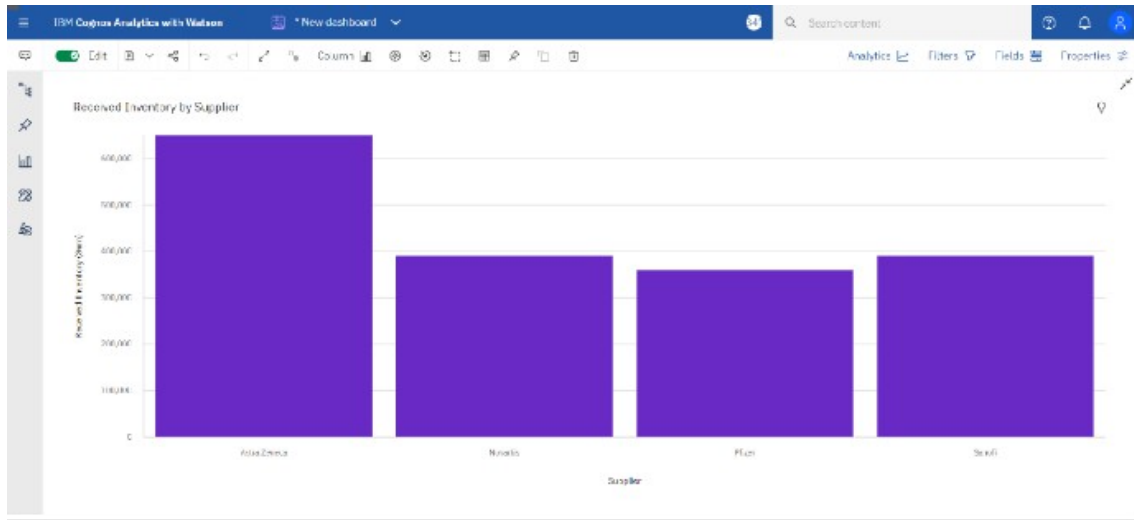 IBM Cognos Analytics with Watson
* New dashboard
Search content
Edit
Column
Analytics
Filters
Fields
Properties
Received Inventory by Supplier
600,000
500,000
400,000
300,000
200,000
100,000
0
Received Inventory
AstraZeneca
Novartis
Pfizer
Sanofi
Supplier